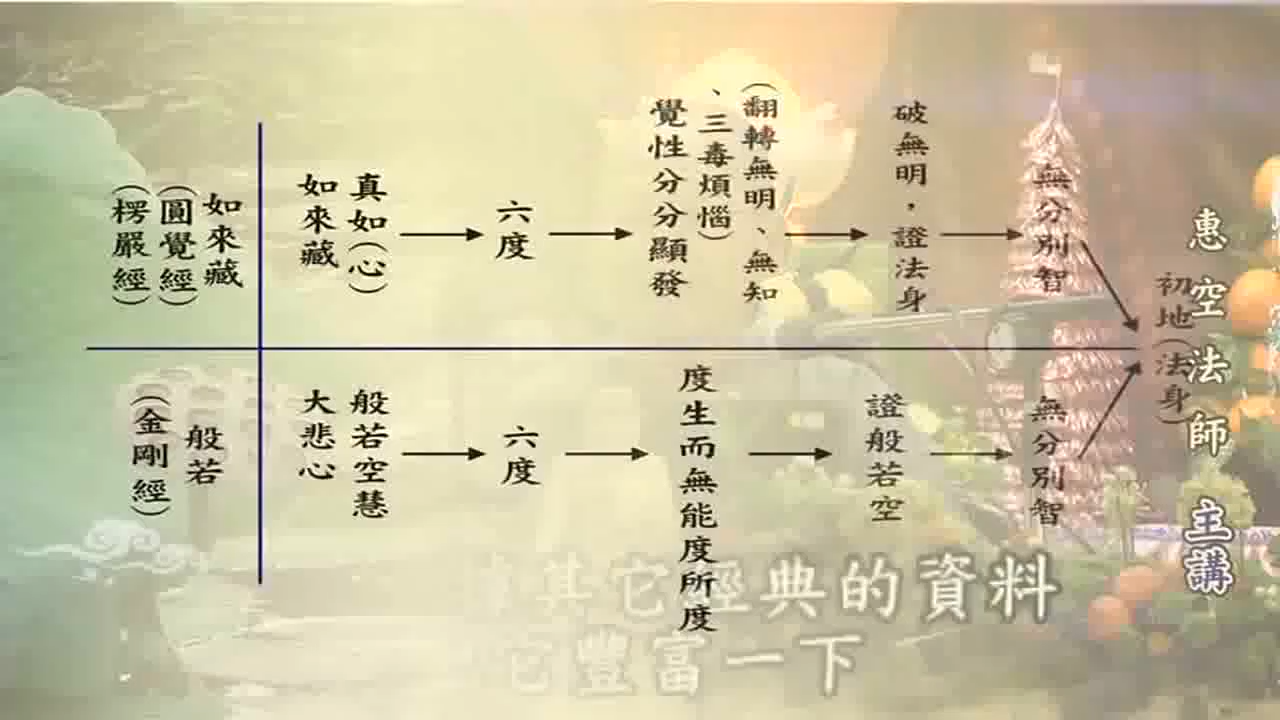 如來藏
(圓覺經)
(楞嚴經)
真如(心)
如來藏
六度
(翻轉無明、無知
、三毒煩惱)
覺性分分顯發
破無明，證法身
無分別智
初地(法身)
般若
(金剛經)
般若空慧
大悲心
六度
度生而無能度所度
證般若空
無分別智
惠空法師 主講
其它經典的資料
它豐富一下